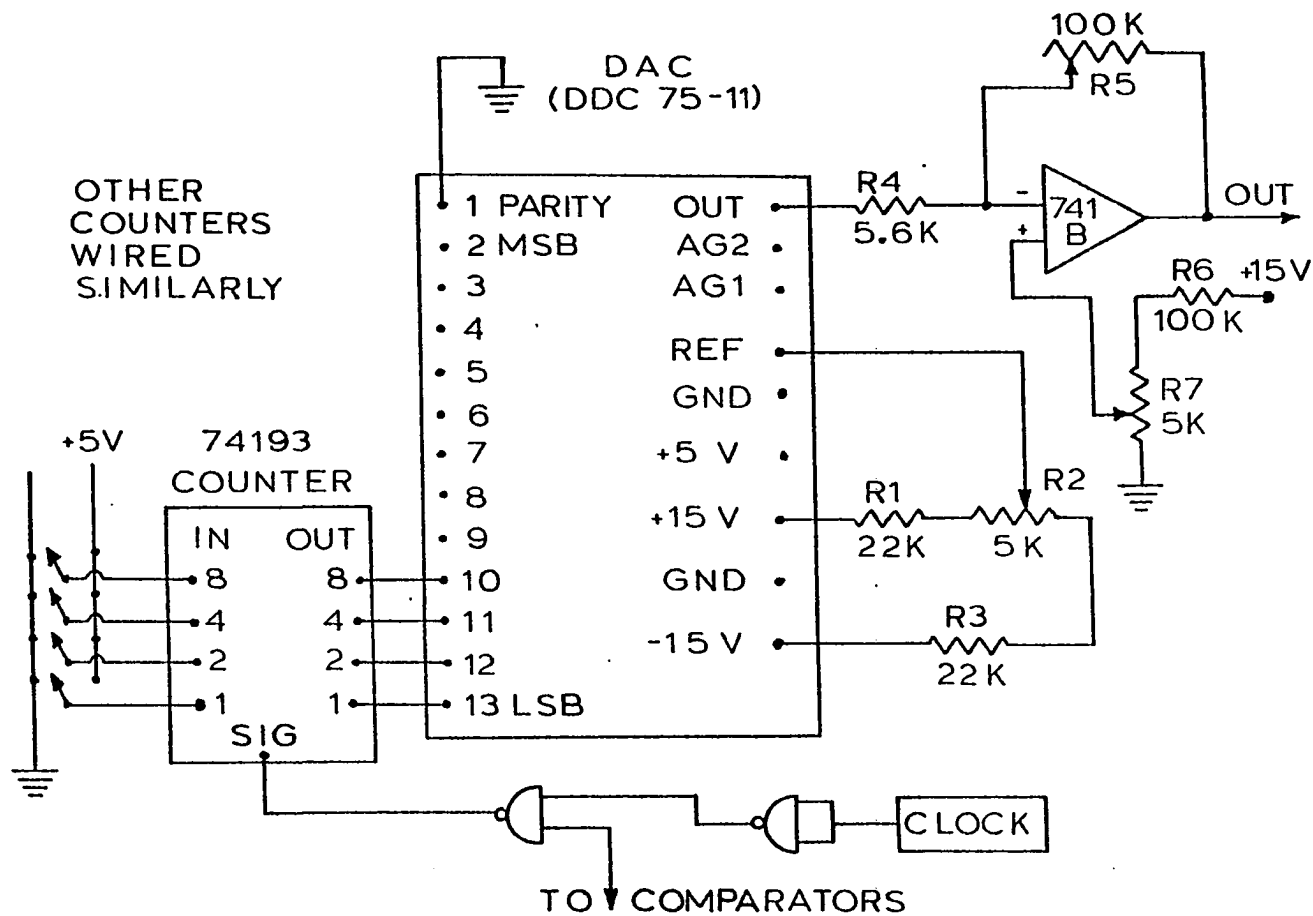 100K
R5
DAC
(DDC 75-11)
OTHER
COUNTERS
WIRED
SIMILARLY
1 PARITY
2 MSB
3
4
5
6
7
8
9
10
11
12
13 LSB
OUT
AG2
AG1
REF
GND
+5 V
+15 V
GND
-15 V
R4
5.6K
-
741
+
B
OUT
R6
+15V
100K
R7
5K
R1
22K
R2
5K
R3
22K
+5V
74193
COUNTER
IN OUT
8 8
4 4
2 2
1 1
SIG
CLOCK
TO COMPARATORS